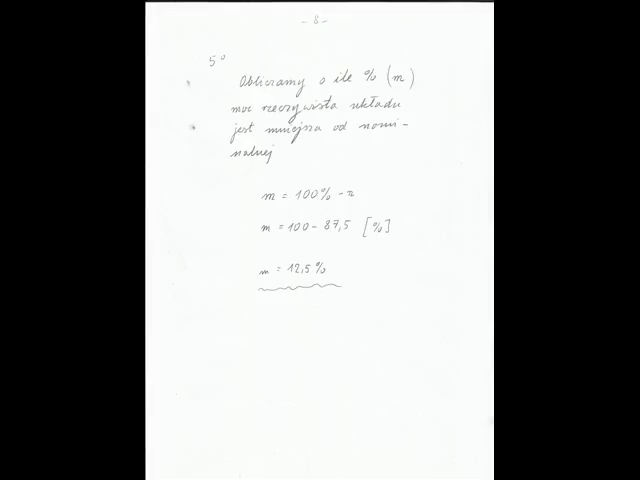 - 8 -
5°
Obliczamy o ile % (m)
moc rzeczywista układu
jest mniejsza od nomi-
nalnej
m = 100% - n
m = 100 - 87,5 [%]
m = 12,5%